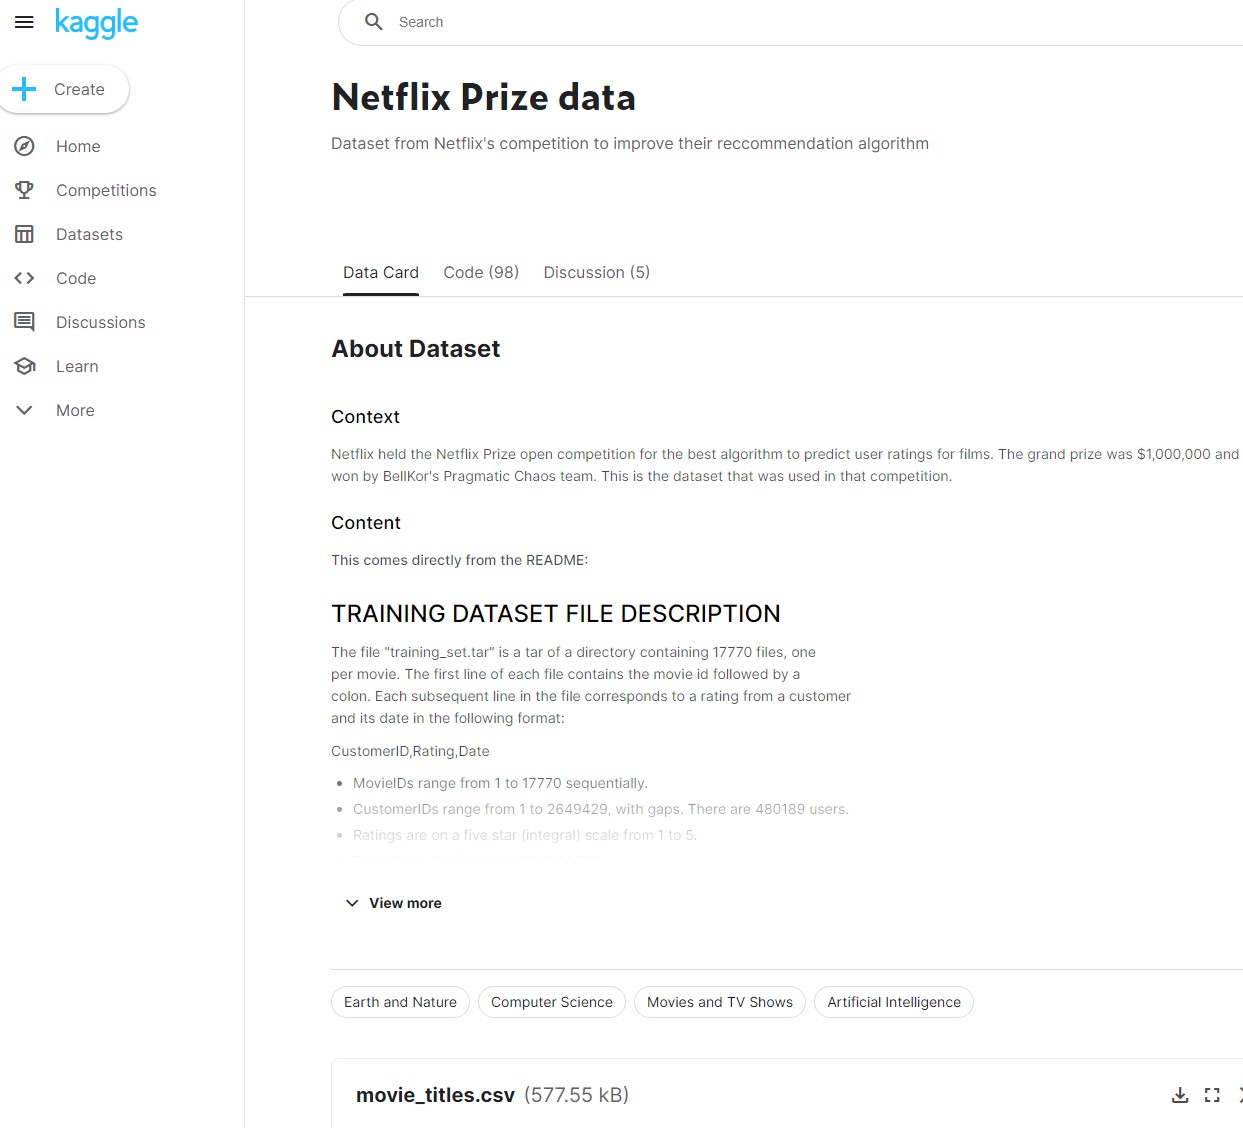 kaggle
Search
Create
Home
Competitions
Datasets
Code
Discussions
Learn
More
Netflix Prize data
Dataset from Netflix's competition to improve their reccommendation algorithm
Data Card Code (98) Discussion (5)
About Dataset
Context
Netflix held the Netflix Prize open competition for the best algorithm to predict user ratings for films. The grand prize was $1,000,000 and
won by BellKor's Pragmatic Chaos team. This is the dataset that was used in that competition.
Content
This comes directly from the README:
TRAINING DATASET FILE DESCRIPTION
The file "training_set.tar" is a tar of a directory containing 17770 files, one
per movie. The first line of each file contains the movie id followed by a
colon. Each subsequent line in the file corresponds to a rating from a customer
and its date in the following format:
CustomerID,Rating,Date
• MovieIDs range from 1 to 17770 sequentially.
• CustomerIDs range from 1 to 2649429, with gaps. There are 480189 users.
• Ratings are on a five star (integral) scale from 1 to 5.
View more
Earth and Nature Computer Science Movies and TV Shows Artificial Intelligence
movie_titles.csv (577.55 kB)